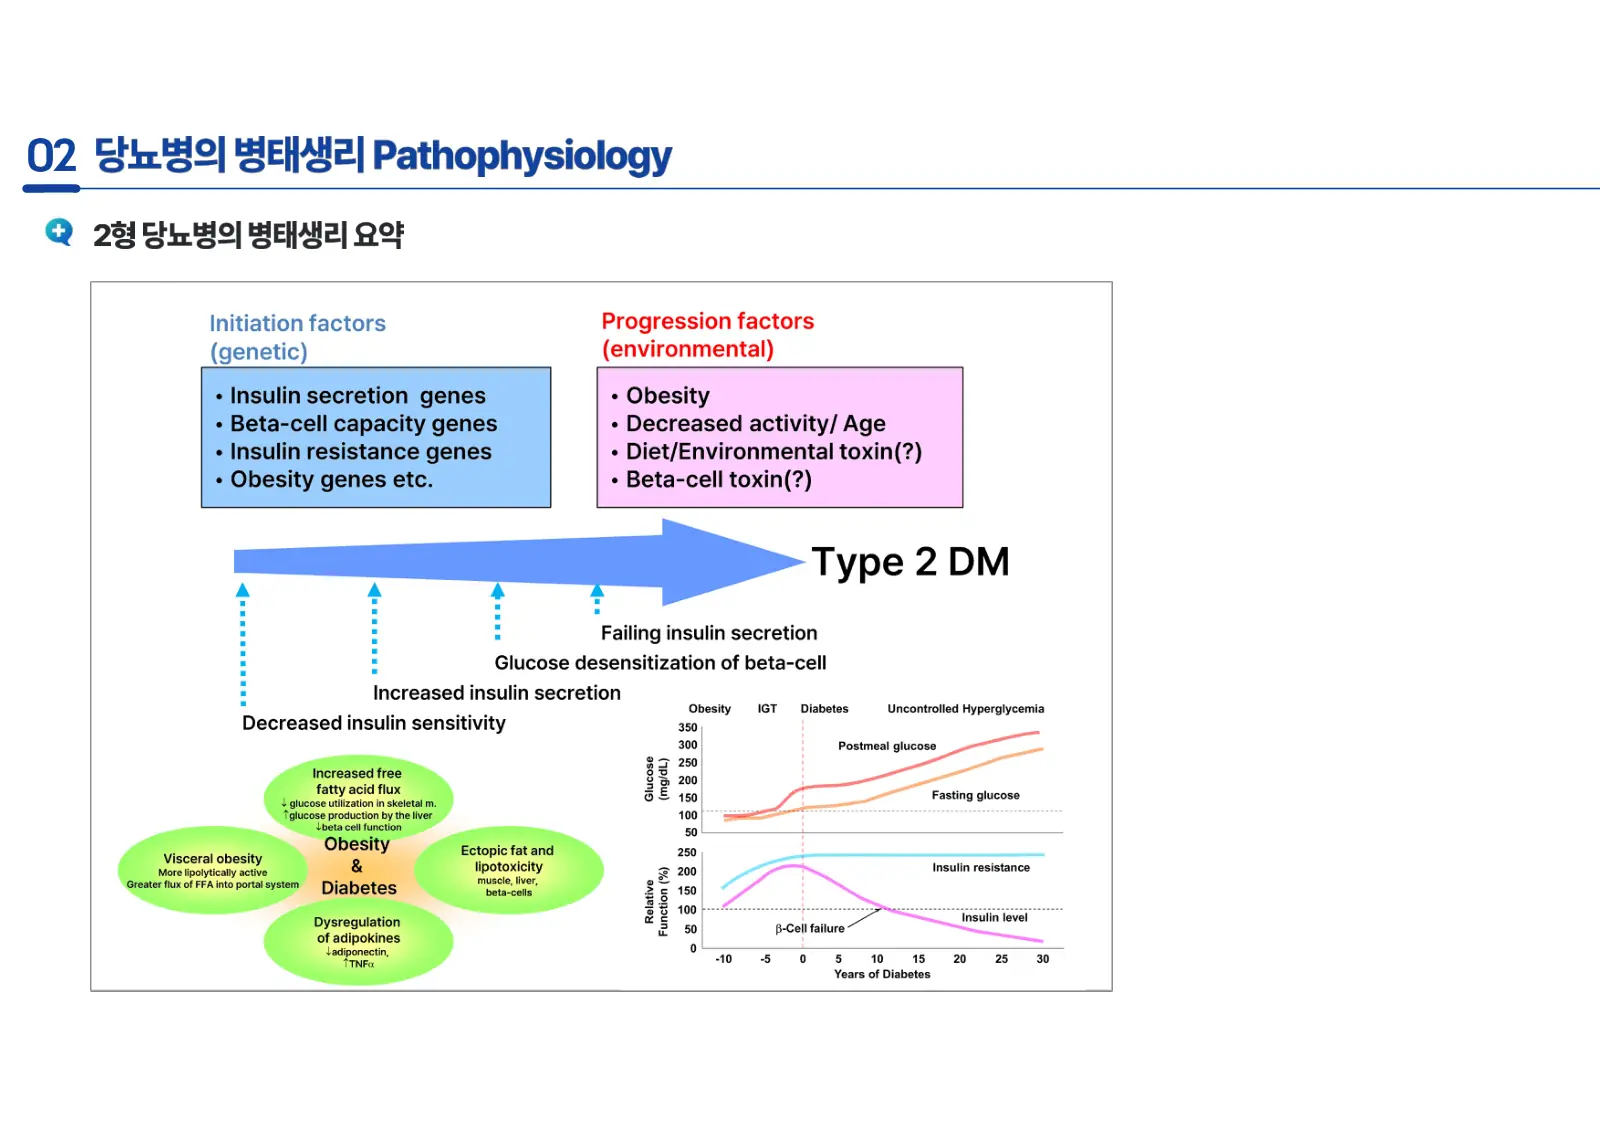 02 당뇨병의 병태생리 Pathophysiology
2형 당뇨병의 병태생리 요약
Initiation factors
(genetic)
• Insulin secretion genes
• Beta-cell capacity genes
• Insulin resistance genes
• Obesity genes etc.
Progression factors
(environmental)
• Obesity
• Decreased activity/ Age
• Diet/Environmental toxin(?)
• Beta-cell toxin(?)
Type 2 DM
Failing insulin secretion
Glucose desensitization of beta-cell
Increased insulin secretion
Decreased insulin sensitivity
Increased free
fatty acid flux
↓ glucose utilization in skeletal m.
↑glucose production by the liver
↓beta cell function
Visceral obesity
More lipolytically active
Greater flux of FFA into portal system
Obesity
&
Diabetes
Ectopic fat and
lipotoxicity
muscle, liver,
beta-cells
Dysregulation
of adipokines
↓adiponectin,
↑TNFα
Obesity IGT Diabetes Uncontrolled Hyperglycemia
Glucose
(mg/dL)
350
300
250
200
150
100
50
Postmeal glucose
Fasting glucose
Relative
Function (%)
250
200
150
100
50
0
Insulin resistance
Insulin level
β-Cell failure
-10 -5 0 5 10 15 20 25 30
Years of Diabetes